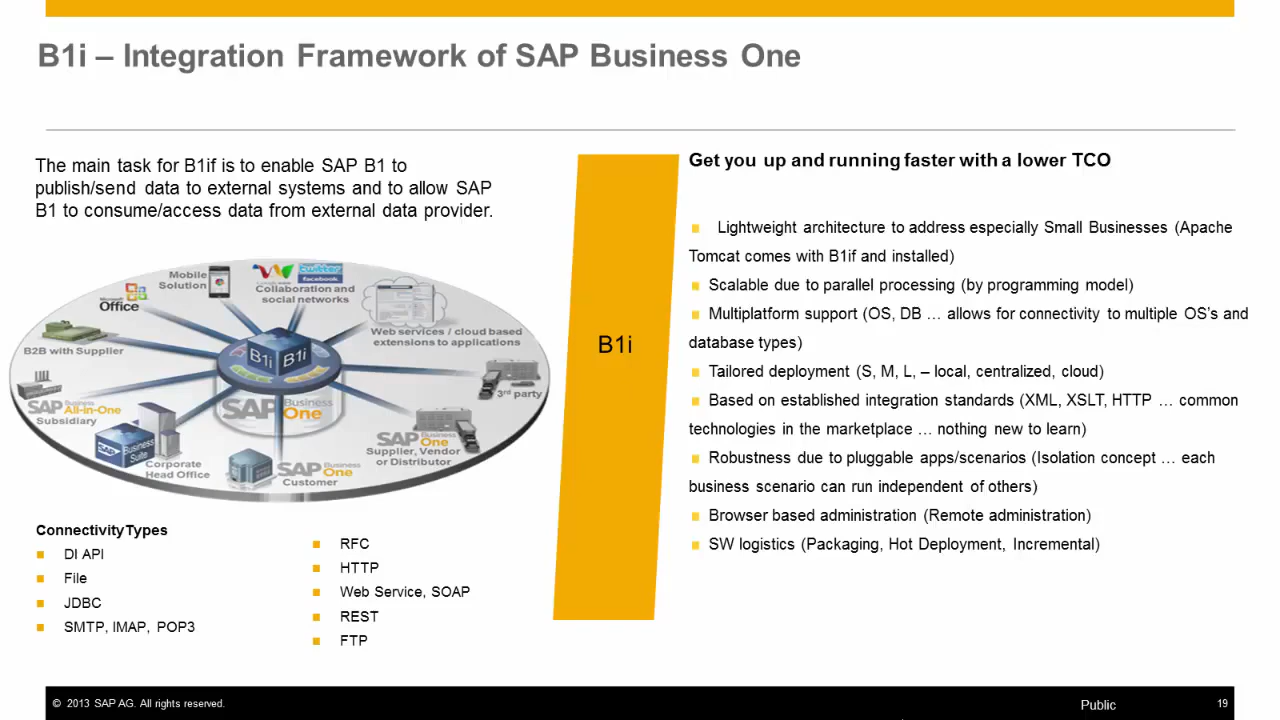 B1i – Integration Framework of SAP Business One
The main task for B1if is to enable SAP B1 to
publish/send data to external systems and to allow SAP
B1 to consume/access data from external data provider.
Mobile
Solution
twitter
facebook
Collaboration and
social networks
Microsoft
Office
Web services / cloud based
extensions to applications
B2B with Supplier
B1i B1i
3rd party
SAP Business
All-in-One
Subsidiary
SAP Business
One
SAP Business
Suite
SAP Business
One
Supplier, Vendor
or Distributor
Corporate
Head Office
SAP Business
One
Customer
Connectivity Types
DI API
File
JDBC
SMTP, IMAP, POP3
RFC
HTTP
Web Service, SOAP
REST
FTP
B1i
Get you up and running faster with a lower TCO
Lightweight architecture to address especially Small Businesses (Apache
Tomcat comes with B1if and installed)
Scalable due to parallel processing (by programming model)
Multiplatform support (OS, DB … allows for connectivity to multiple OS's and
database types)
Tailored deployment (S, M, L, – local, centralized, cloud)
Based on established integration standards (XML, XSLT, HTTP … common
technologies in the marketplace … nothing new to learn)
Robustness due to pluggable apps/scenarios (Isolation concept … each
business scenario can run independent of others)
Browser based administration (Remote administration)
SW logistics (Packaging, Hot Deployment, Incremental)
© 2013 SAP AG. All rights reserved.
Public
19